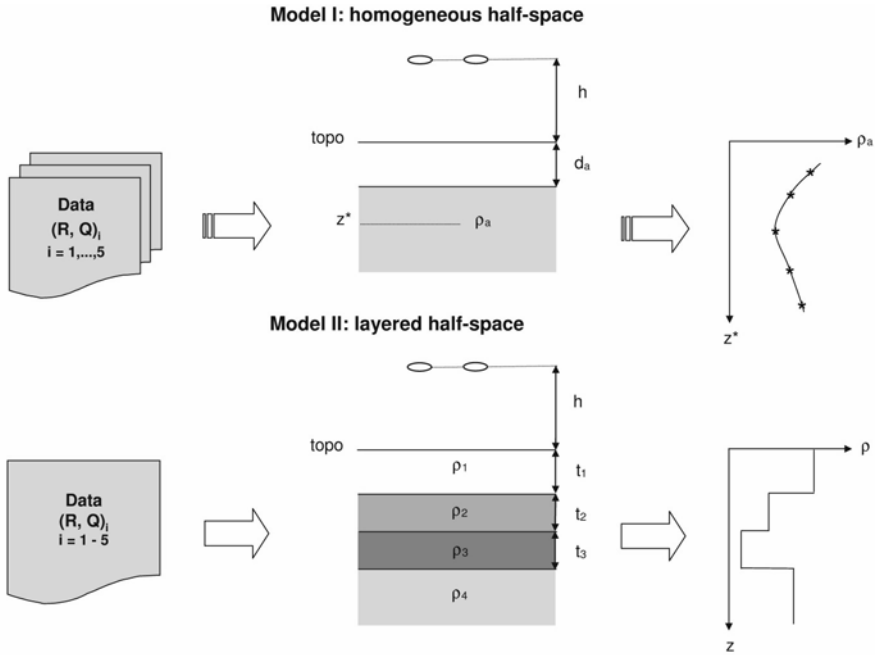 Model I: homogeneous half-space
h
topo
dₐ
ρₐ
Data
(R, Q)ᵢ
i = 1,...,5
z*
ρₐ
z*
Model II: layered half-space
h
topo
ρ
ρ₁
t₁
Data
(R, Q)ᵢ
i = 1 - 5
ρ₂
t₂
ρ₃
t₃
ρ₄
z